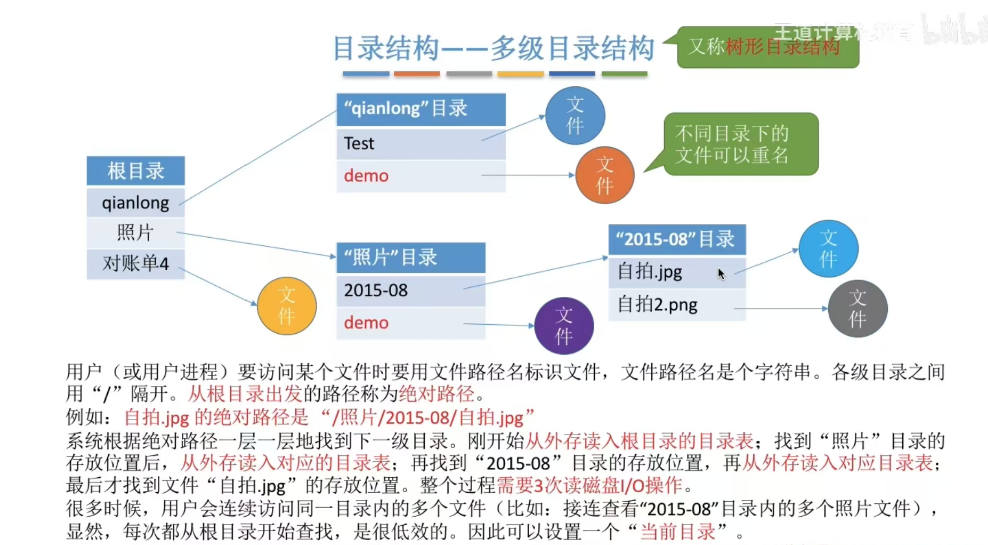 目录结构——多级目录结构
又称树形目录结构
王道计算机教育
bilibili
"qianlong"目录
Test
demo
文件
文件
不同目录下的
文件可以重名
根目录
qianlong
照片
对账单4
文件
"照片"目录
2015-08
demo
文件
"2015-08"目录
自拍.jpg
自拍2.png
文件
文件
用户（或用户进程）要访问某个文件时要用文件路径名标识文件，文件路径名是个字符串。各级目录之间
用“/”隔开。从根目录出发的路径称为绝对路径。
例如：自拍.jpg 的绝对路径是 “/照片/2015-08/自拍.jpg”
系统根据绝对路径一层一层地找到下一级目录。刚开始从外存读入根目录的目录表；找到“照片”目录的
存放位置后，从外存读入对应的目录表；再找到“2015-08”目录的存放位置，再从外存读入对应目录表；
最后才找到文件“自拍.jpg”的存放位置。整个过程需要3次读磁盘I/O操作。
很多时候，用户会连续访问同一目录内的多个文件（比如：接连查看“2015-08”目录内的多个照片文件），
显然，每次都从根目录开始查找，是很低效的。因此可以设置一个“当前目录”。